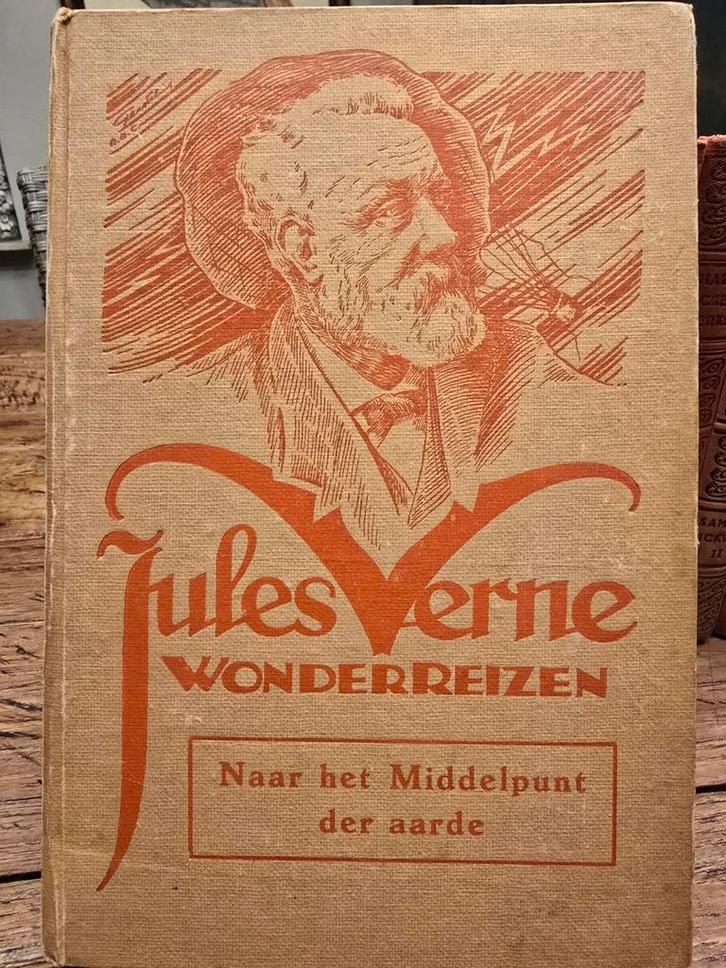 Jules Verne
WONDERREIZEN
Naar het Middelpunt
der aarde